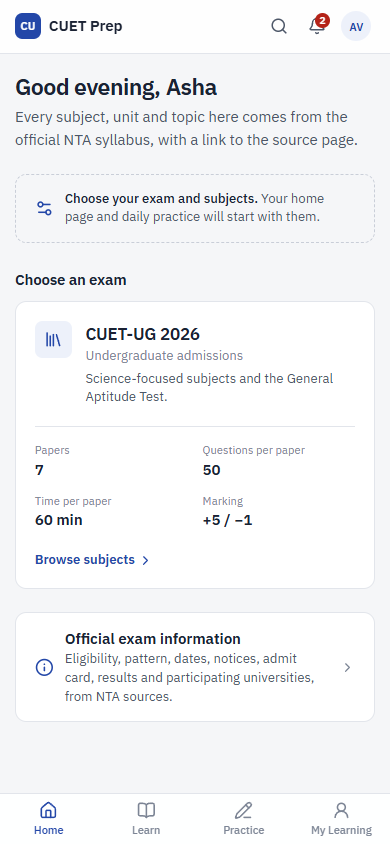 CU CUET Prep 2 AV
Good evening, Asha
Every subject, unit and topic here comes from the
official NTA syllabus, with a link to the source page.
Choose your exam and subjects. Your home
page and daily practice will start with them.
Choose an exam
CUET-UG 2026
Undergraduate admissions
Science-focused subjects and the General
Aptitude Test.
Papers
7
Questions per paper
50
Time per paper
60 min
Marking
+5 / −1
Browse subjects
Official exam information
Eligibility, pattern, dates, notices, admit
card, results and participating universities,
from NTA sources.
Home
Learn
Practice
My Learning